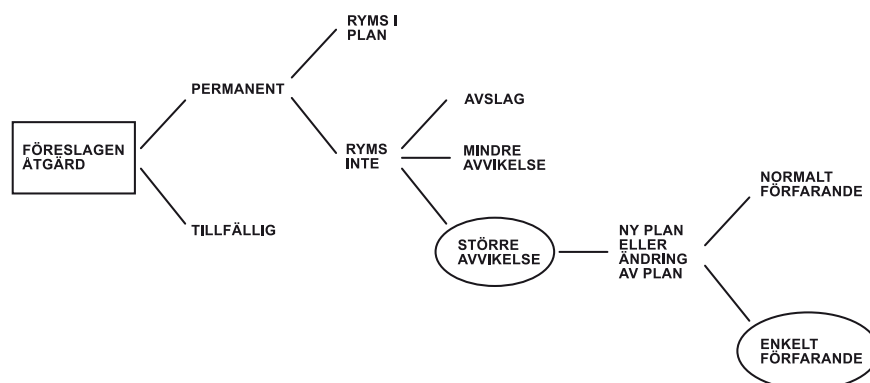 FÖRESLAGEN
ÅTGÄRD
PERMANENT
TILLFÄLLIG
RYMS I
PLAN
RYMS
INTE
AVSLAG
MINDRE
AVVIKELSE
STÖRRE
AVVIKELSE
NY PLAN
ELLER
ÄNDRING
AV PLAN
NORMALT
FÖRFARANDE
ENKELT
FÖRFARANDE